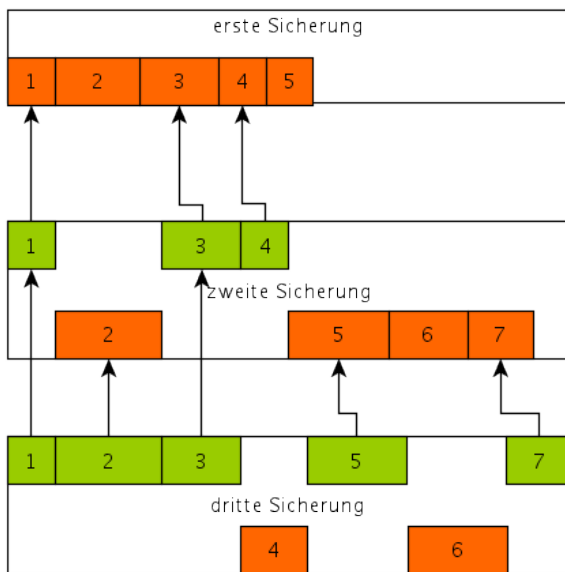 erste Sicherung
1 2 3 4 5
1 3 4
zweite Sicherung
2 5 6 7
1 2 3 5 7
dritte Sicherung
4 6